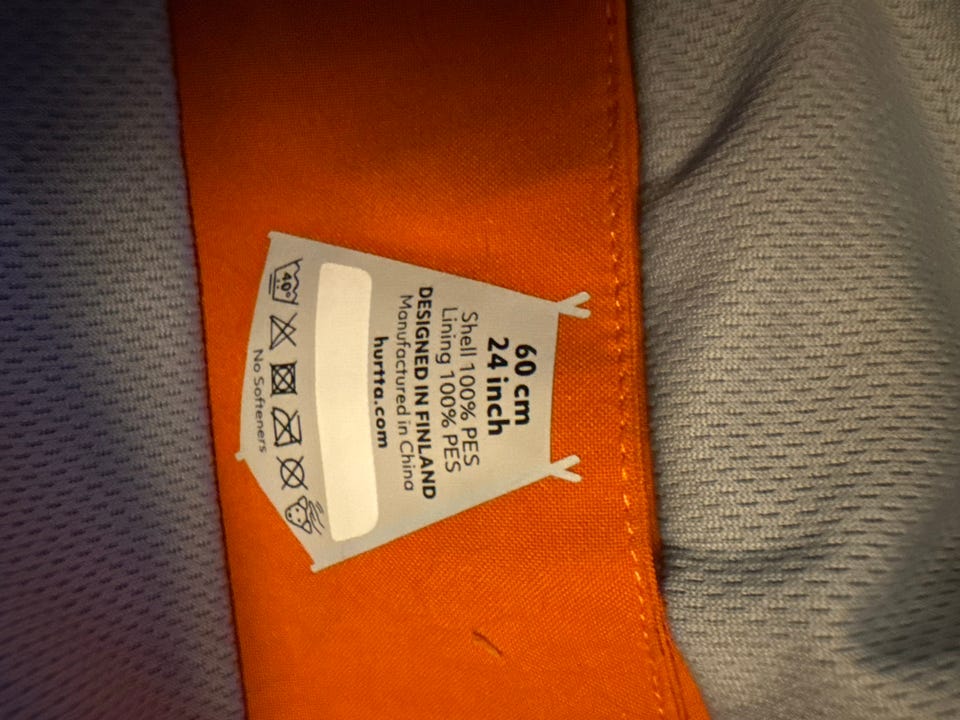 60 cm
24 inch
Shell 100% PES
Lining 100% PES
DESIGNED IN FINLAND
Manufactured in China
hurtta.com
40°
No Softeners